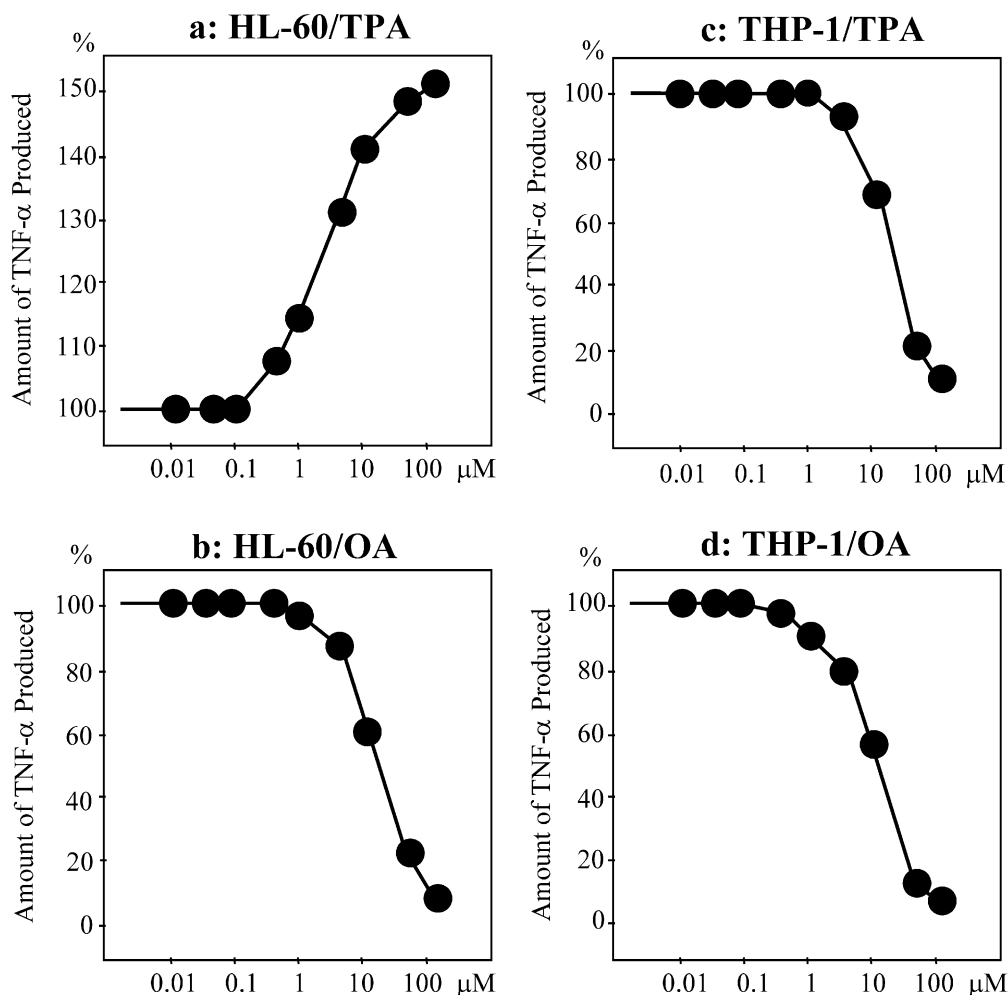 a: HL-60/TPA
%
Amount of TNF-α Produced
150
140
130
120
110
100
0.01 0.1 1 10 100 μM
c: THP-1/TPA
%
Amount of TNF-α Produced
100
80
60
40
20
0
0.01 0.1 1 10 100 μM
b: HL-60/OA
%
Amount of TNF-α Produced
100
80
60
40
20
0
0.01 0.1 1 10 100 μM
d: THP-1/OA
%
Amount of TNF-α Produced
100
80
60
40
20
0
0.01 0.1 1 10 100 μM